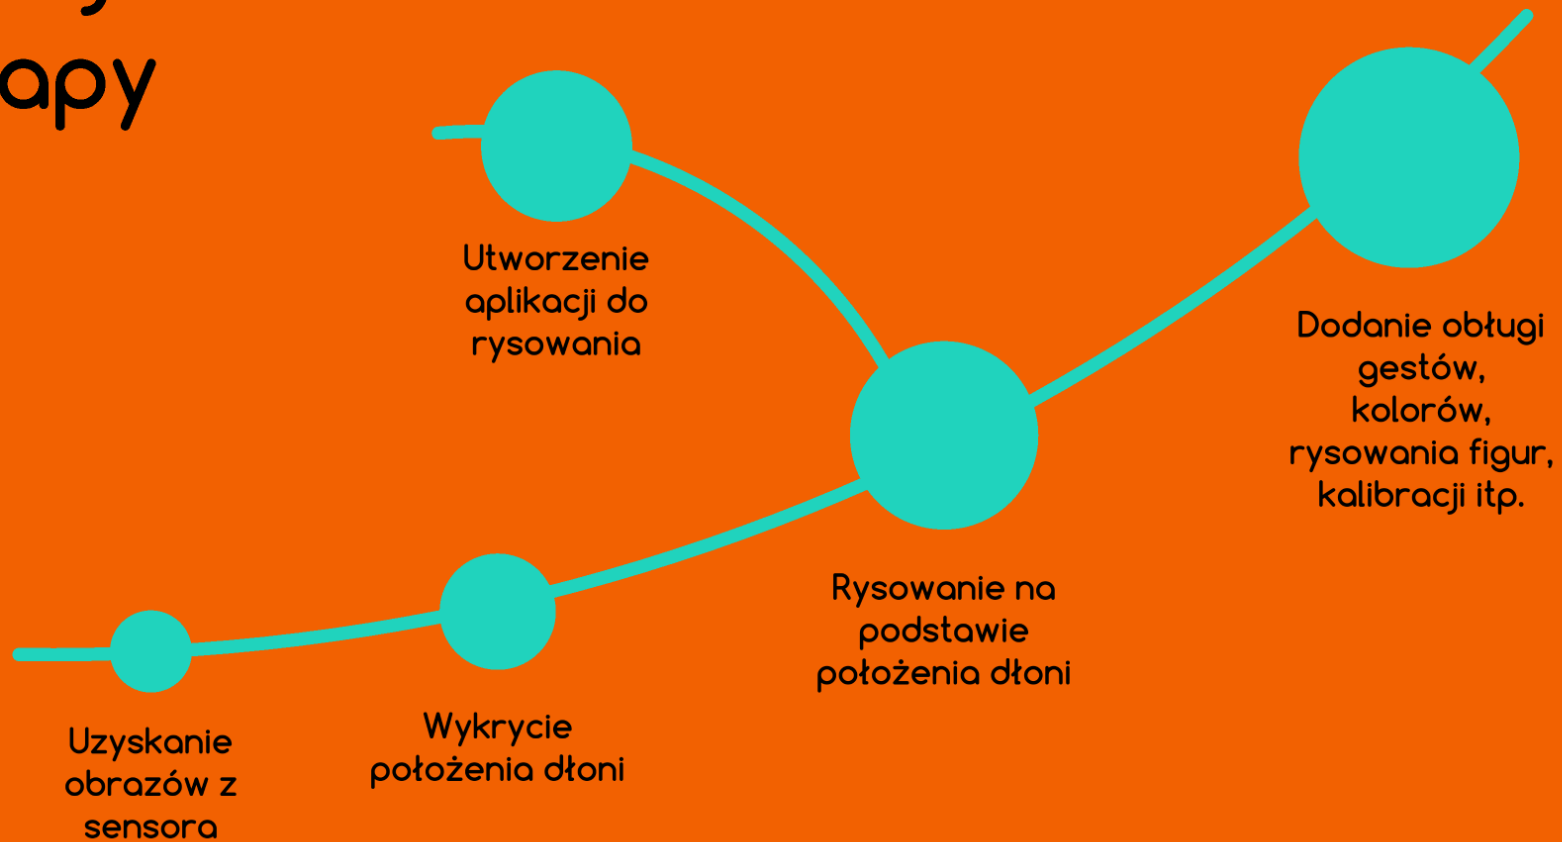 apy
Utworzenie
aplikacji do
rysowania
Dodanie obługi
gestów,
kolorów,
rysowania figur,
kalibracji itp.
Rysowanie na
podstawie
położenia dłoni
Wykrycie
położenia dłoni
Uzyskanie
obrazów z
sensora